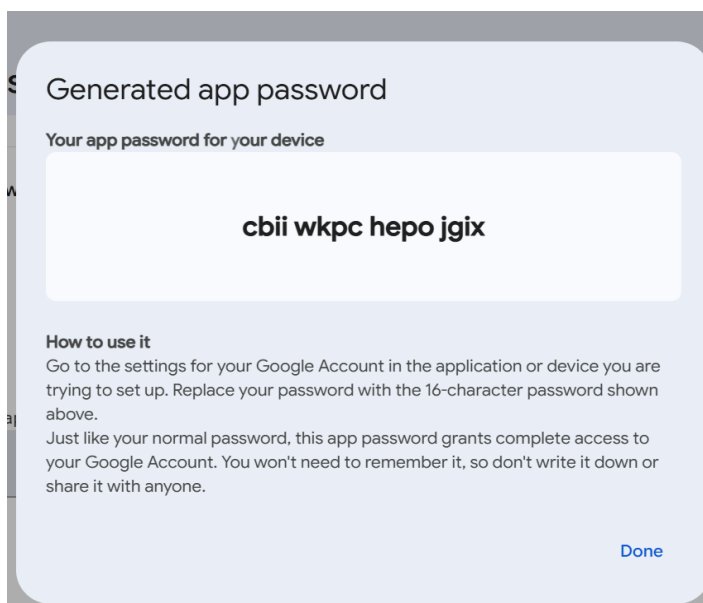 Generated app password
Your app password for your device
cbii wkpc hepo jgix
How to use it
Go to the settings for your Google Account in the application or device you are
trying to set up. Replace your password with the 16-character password shown
above.
Just like your normal password, this app password grants complete access to
your Google Account. You won't need to remember it, so don't write it down or
share it with anyone.
Done